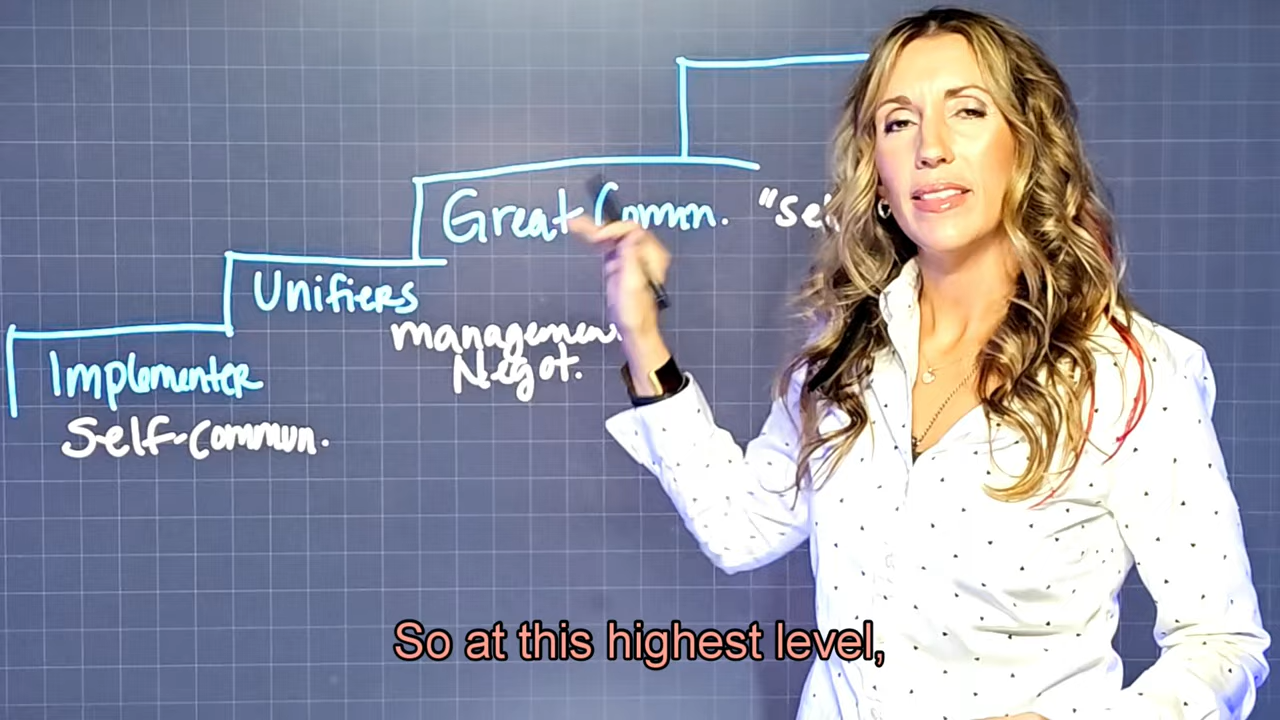 Great Comm. "Se
Unifiers
management
Negot.
Implementer
Self-Commun.
So at this highest level,